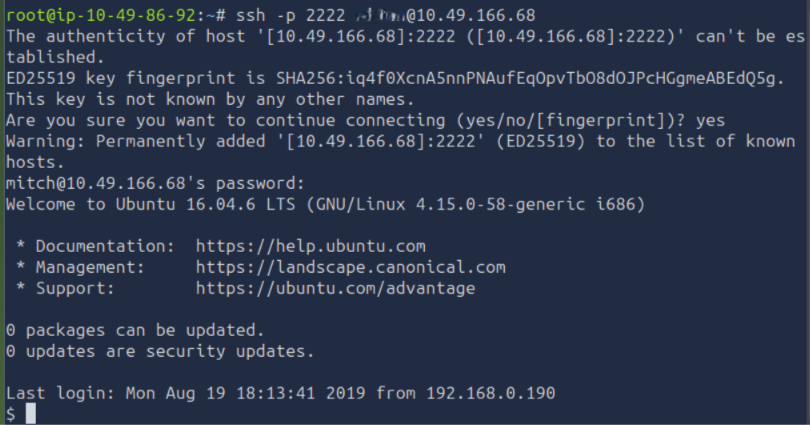 root@ip-10-49-86-92:~# ssh -p 2222 @10.49.166.68
The authenticity of host '[10.49.166.68]:2222 ([10.49.166.68]:2222)' can't be es
tablished.
ED25519 key fingerprint is SHA256:iq4f0XcnA5nnPNAufEqOpvTbO8dOJPcHGgmeABEdQ5g.
This key is not known by any other names.
Are you sure you want to continue connecting (yes/no/[fingerprint])? yes
Warning: Permanently added '[10.49.166.68]:2222' (ED25519) to the list of known
hosts.
mitch@10.49.166.68's password:
Welcome to Ubuntu 16.04.6 LTS (GNU/Linux 4.15.0-58-generic i686)
* Documentation:  https://help.ubuntu.com
* Management:     https://landscape.canonical.com
* Support:        https://ubuntu.com/advantage
0 packages can be updated.
0 updates are security updates.
Last login: Mon Aug 19 18:13:41 2019 from 192.168.0.190
$